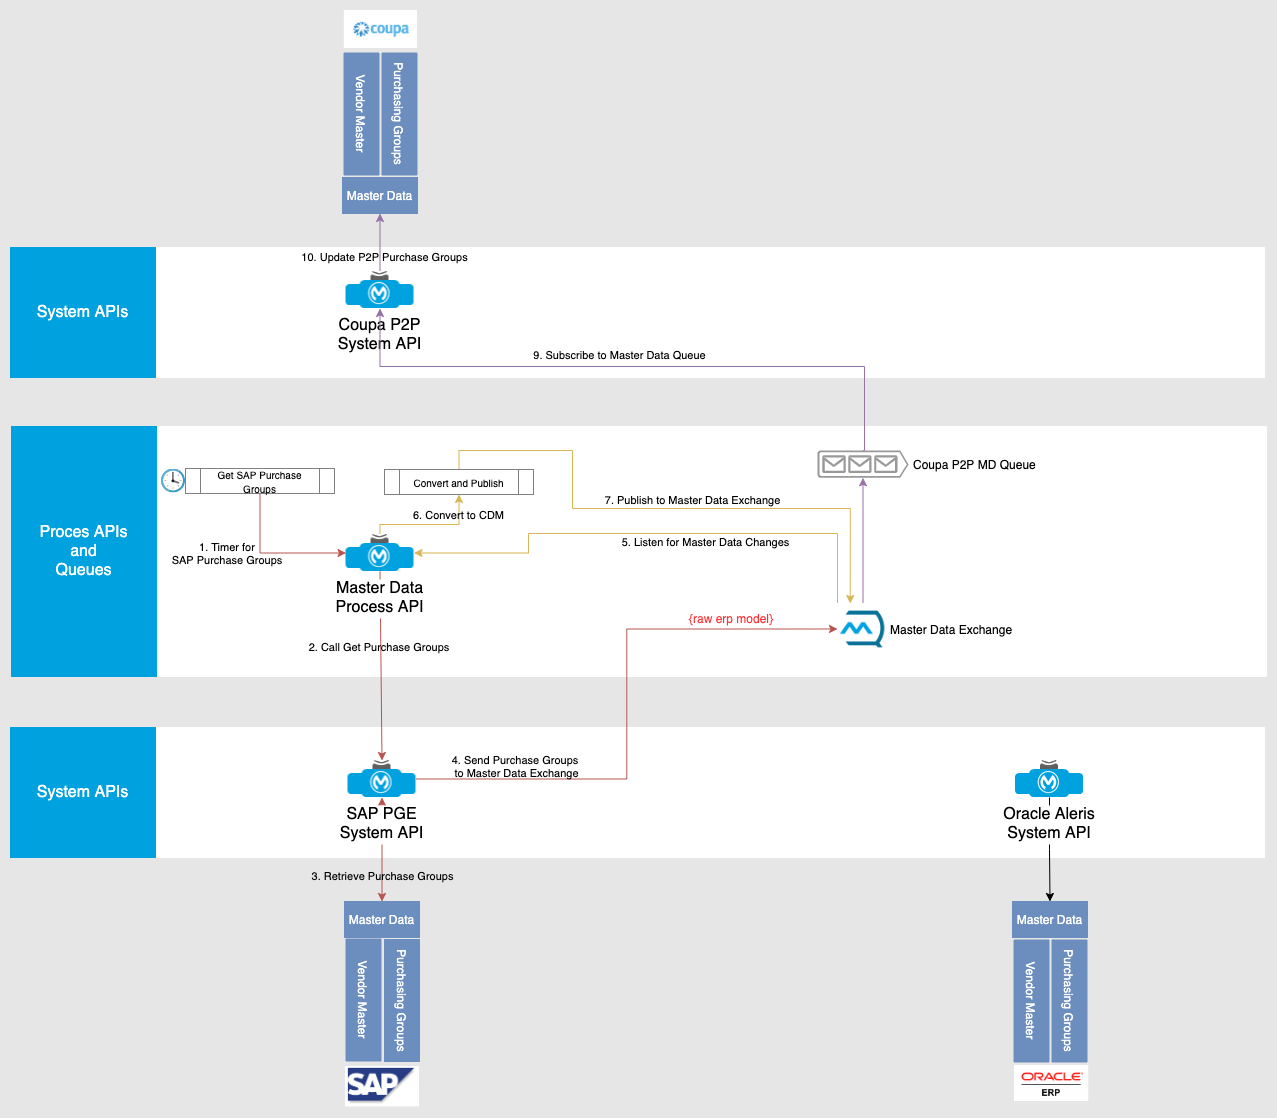 coupa
Vendor Master
Purchasing Groups
Master Data
10. Update P2P Purchase Groups
System APIs
Coupa P2P
System API
9. Subscribe to Master Data Queue
Get SAP Purchase
Groups
Convert and Publish
Coupa P2P MD Queue
7. Publish to Master Data Exchange
6. Convert to CDM
Proces APIs
and
Queues
1. Timer for
SAP Purchase Groups
5. Listen for Master Data Changes
Master Data
Process API
{raw erp model}
Master Data Exchange
2. Call Get Purchase Groups
4. Send Purchase Groups
to Master Data Exchange
System APIs
SAP PGE
System API
Oracle Aleris
System API
3. Retrieve Purchase Groups
Master Data
Vendor Master
Purchasing Groups
SAP
Master Data
Vendor Master
Purchasing Groups
ORACLE
ERP